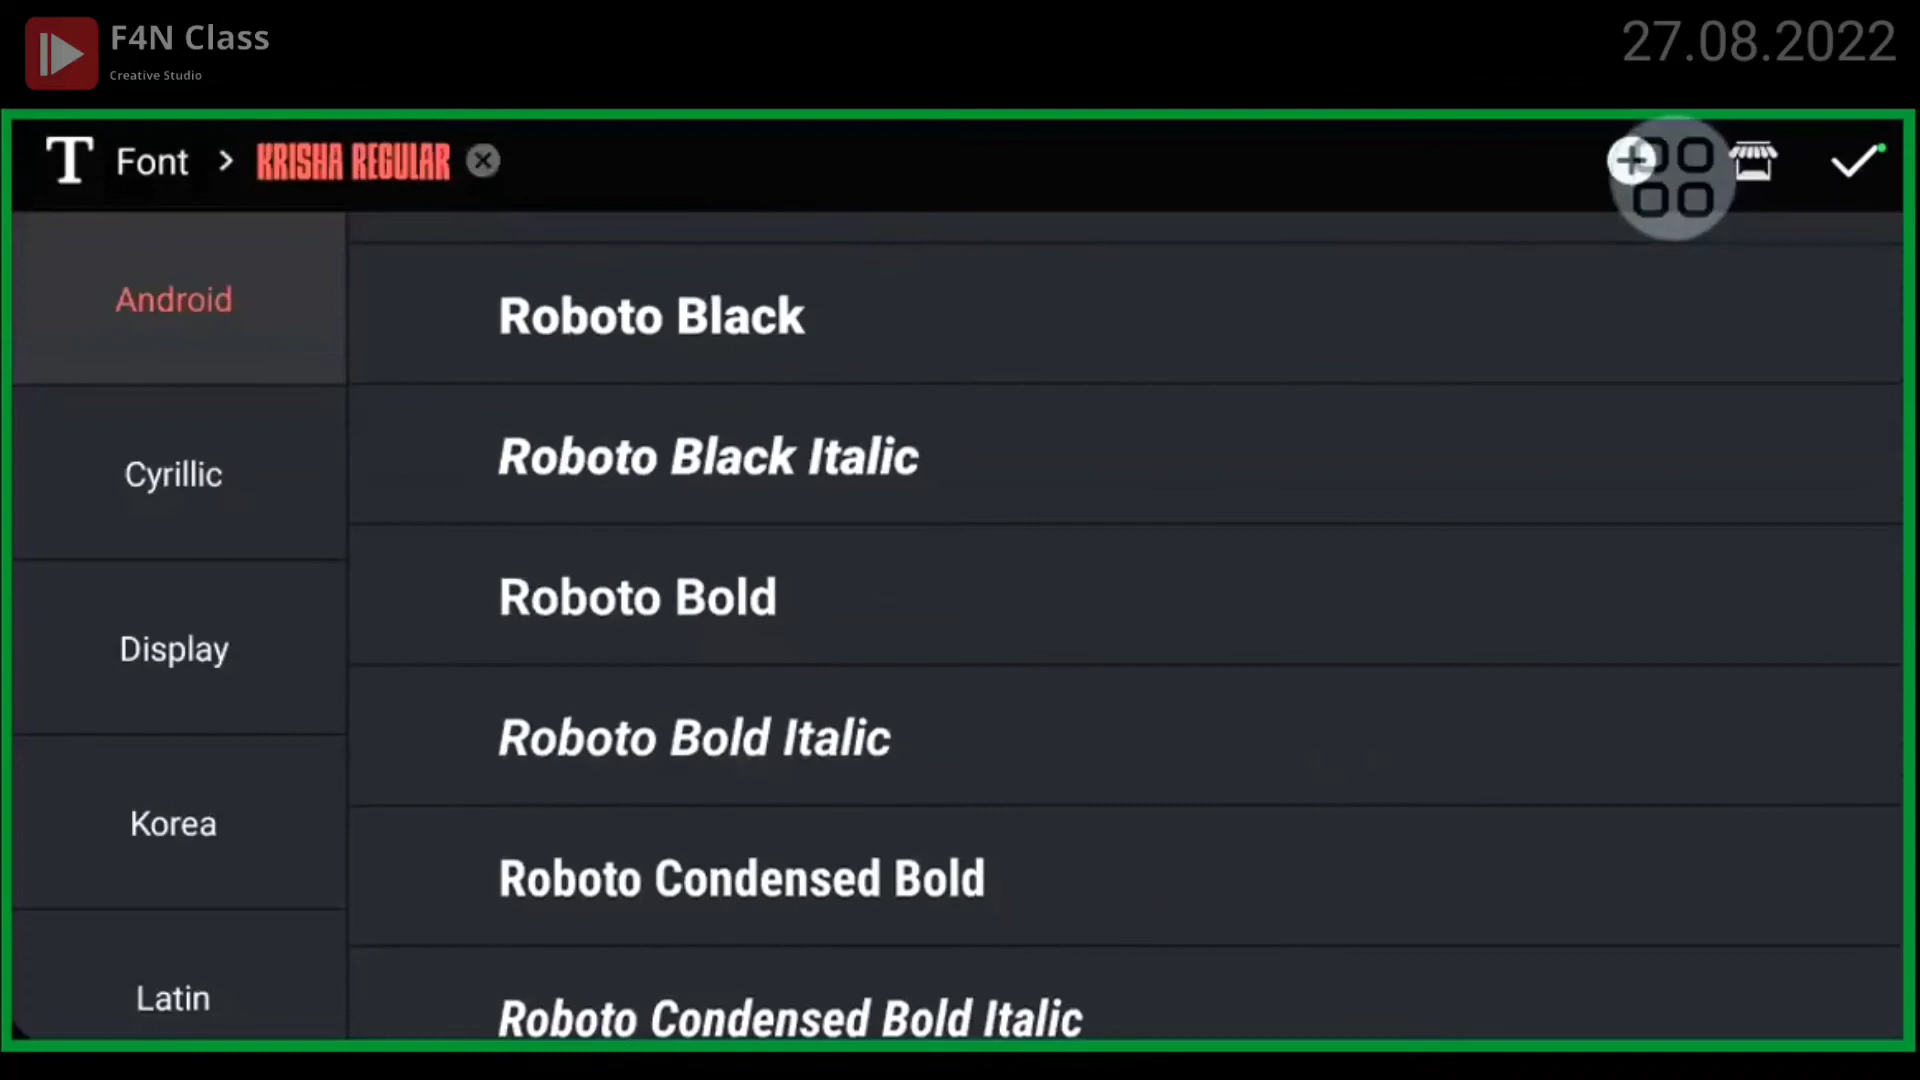 F4N Class
Creative Studio
27.08.2022
Font > KRISHA REGULAR
Android
Cyrillic
Display
Korea
Latin
Roboto Black
Roboto Black Italic
Roboto Bold
Roboto Bold Italic
Roboto Condensed Bold
Roboto Condensed Bold Italic